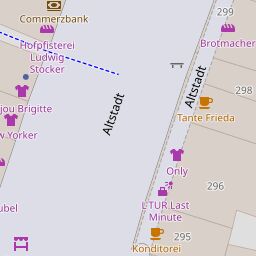 Commerzbank
299
Brotmacher
Hofpfisterei
Ludwig
Stocker
298
Altstadt
Altstadt
jou Brigitte
Tante Frieda
w Yorker
Only
296
L'TUR Last
Minute
ubel
295
Konditorei